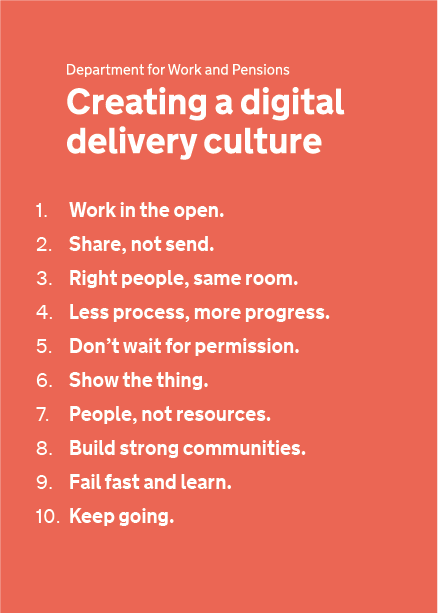 Department for Work and Pensions
Creating a digital
delivery culture
1. Work in the open.
2. Share, not send.
3. Right people, same room.
4. Less process, more progress.
5. Don’t wait for permission.
6. Show the thing.
7. People, not resources.
8. Build strong communities.
9. Fail fast and learn.
10. Keep going.